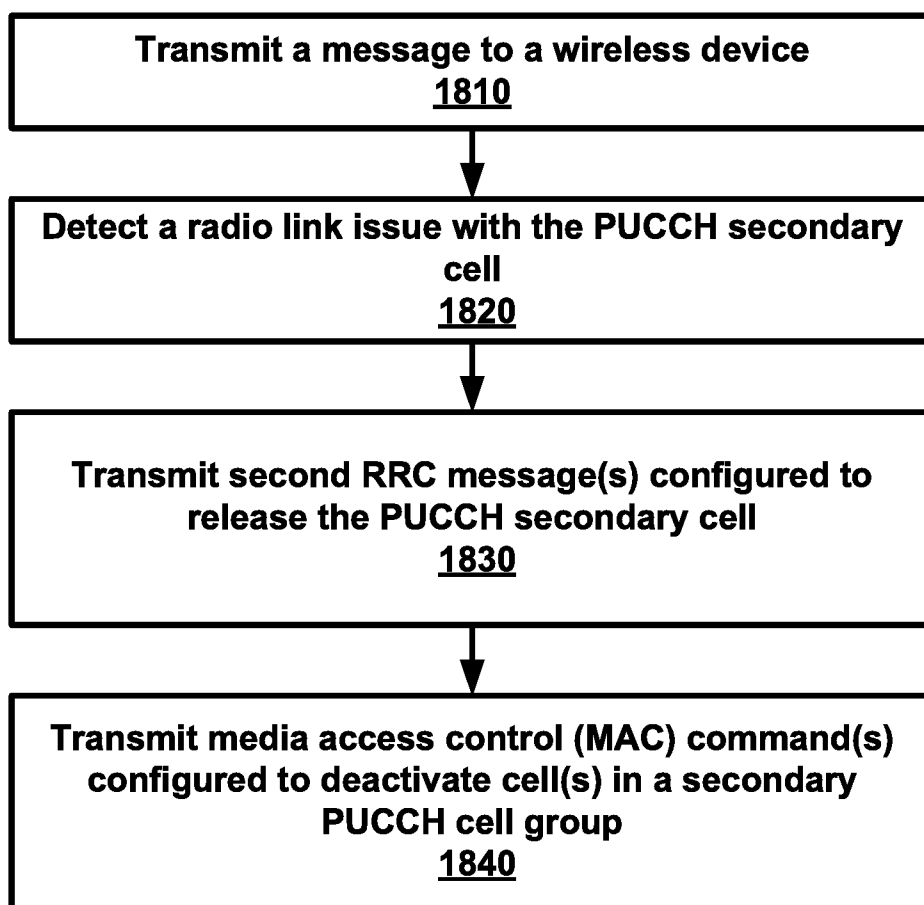 Transmit a message to a wireless device
1810
Detect a radio link issue with the PUCCH secondary
cell
1820
Transmit second RRC message(s) configured to
release the PUCCH secondary cell
1830
Transmit media access control (MAC) command(s)
configured to deactivate cell(s) in a secondary
PUCCH cell group
1840